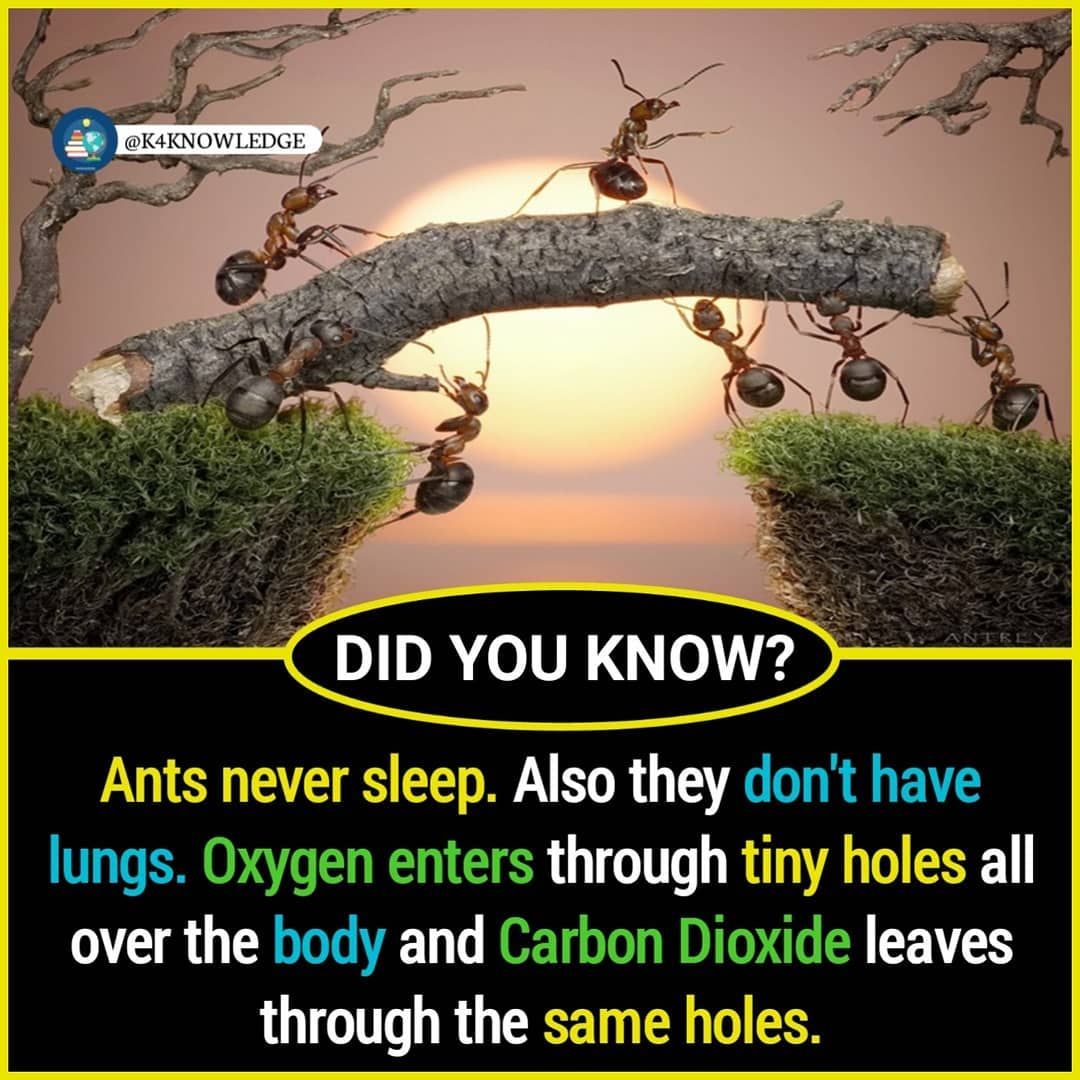 @K4KNOWLEDGE
ANTREY
DID YOU KNOW?
Ants never sleep. Also they don't have
lungs. Oxygen enters through tiny holes all
over the body and Carbon Dioxide leaves
through the same holes.